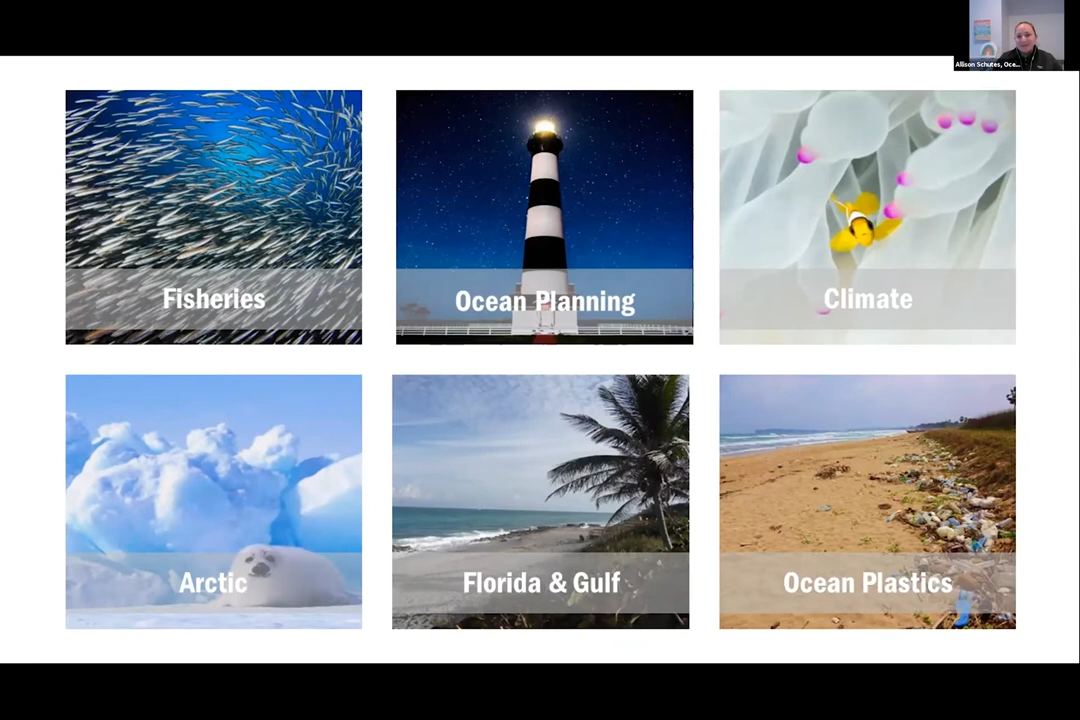 Allison Schutes, Oce...
Fisheries
Ocean Planning
Climate
Arctic
Florida & Gulf
Ocean Plastics